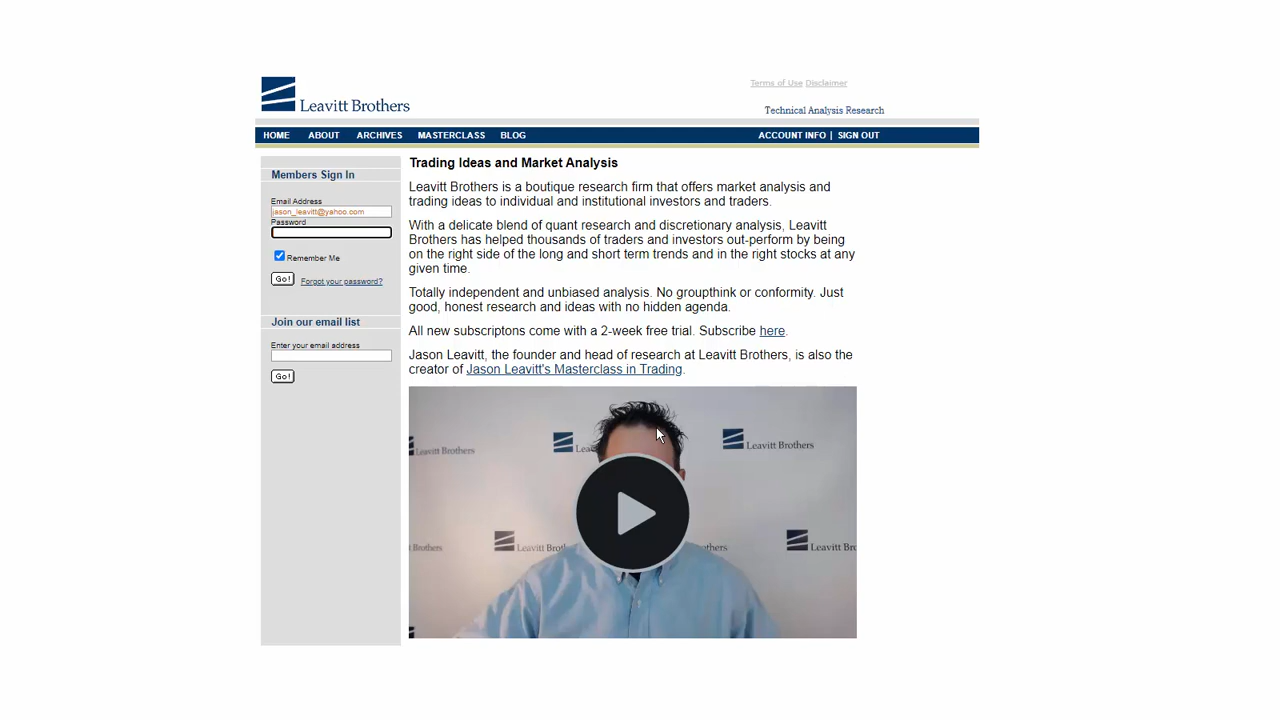 Leavitt Brothers
Terms of Use Disclaimer
Technical Analysis Research
HOME ABOUT ARCHIVES MASTERCLASS BLOG ACCOUNT INFO | SIGN OUT
Members Sign In
Email Address
jason_leavitt@yahoo.com
Password
Remember Me
Go! Forgot your password?
Join our email list
Enter your email address
Go!
Trading Ideas and Market Analysis
Leavitt Brothers is a boutique research firm that offers market analysis and
trading ideas to individual and institutional investors and traders.
With a delicate blend of quant research and discretionary analysis, Leavitt
Brothers has helped thousands of traders and investors out-perform by being
on the right side of the long and short term trends and in the right stocks at any
given time.
Totally independent and unbiased analysis. No groupthink or conformity. Just
good, honest research and ideas with no hidden agenda.
All new subscriptons come with a 2-week free trial. Subscribe here.
Jason Leavitt, the founder and head of research at Leavitt Brothers, is also the
creator of Jason Leavitt's Masterclass in Trading.
Leavitt Brothers
Lea
Leavitt Brothers
Brothers
Leavitt Brot
thers
Leavitt Br